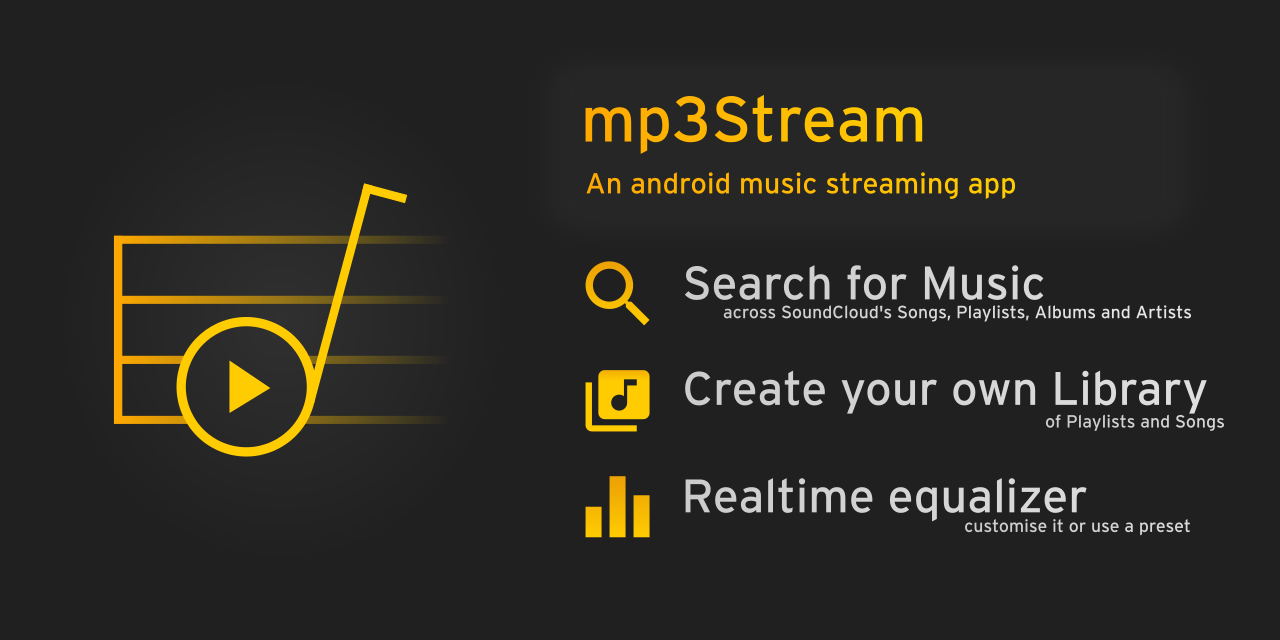 mp3Stream
An android music streaming app
Search for Music
across SoundCloud's Songs, Playlists, Albums and Artists
Create your own Library
of Playlists and Songs
Realtime equalizer
customise it or use a preset